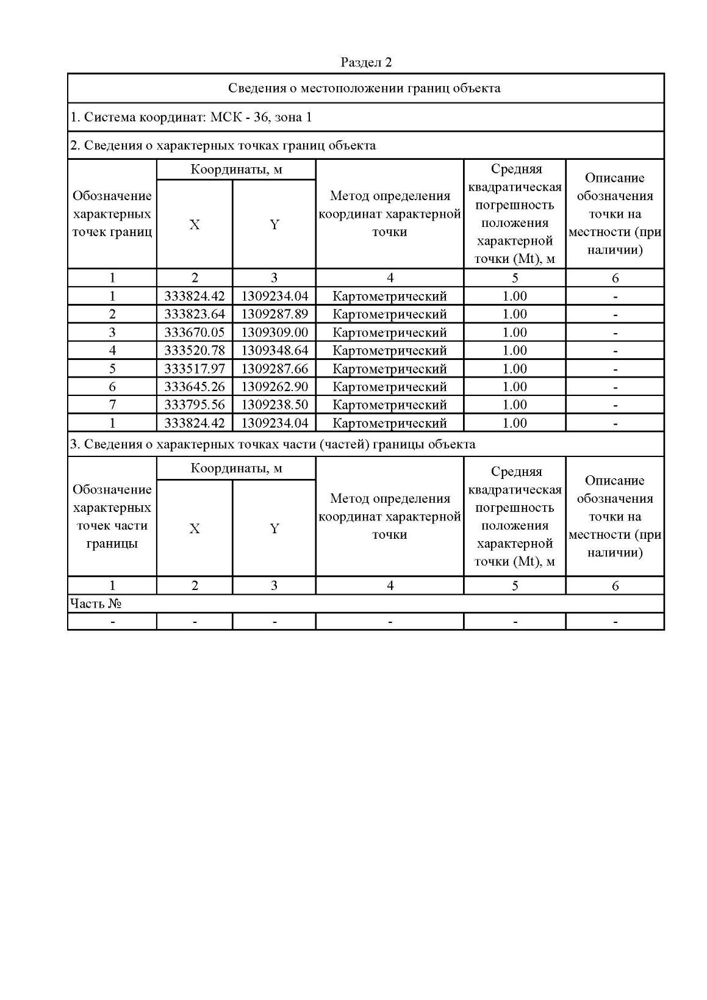 Раздел 2
Сведения о местоположении границ объекта
1. Система координат: МСК - 36, зона 1
2. Сведения о характерных точках границ объекта
Обозначение
характерных
точек границ
Координаты, м
X
Y
Метод определения
координат характерной
точки
Средняя
квадратическая
погрешность
положения
характерной
точки (Mt), м
Описание
обозначения
точки на
местности (при
наличии)
1 2 3 4 5 6
1 333824.42 1309234.04 Картометрический 1.00 -
2 333823.64 1309287.89 Картометрический 1.00 -
3 333670.05 1309309.00 Картометрический 1.00 -
4 333520.78 1309348.64 Картометрический 1.00 -
5 333517.97 1309287.66 Картометрический 1.00 -
6 333645.26 1309262.90 Картометрический 1.00 -
7 333795.56 1309238.50 Картометрический 1.00 -
1 333824.42 1309234.04 Картометрический 1.00 -
3. Сведения о характерных точках части (частей) границы объекта
Обозначение
характерных
точек части
границы
Координаты, м
X
Y
Метод определения
координат характерной
точки
Средняя
квадратическая
погрешность
положения
характерной
точки (Mt), м
Описание
обозначения
точки на
местности (при
наличии)
1 2 3 4 5 6
Часть №
- - - - - -